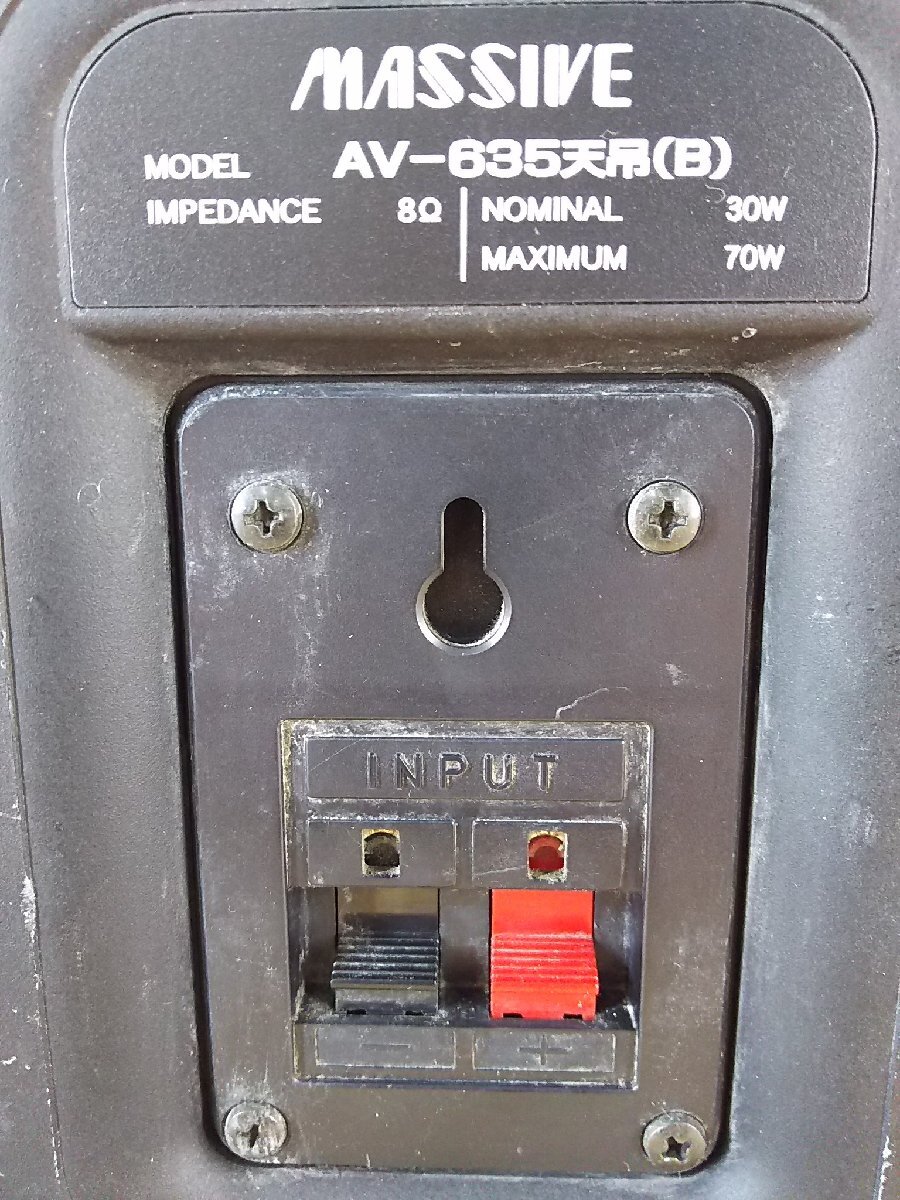 MASSIVE
MODEL AV-635天吊(B)
IMPEDANCE 8Ω
NOMINAL 30W
MAXIMUM 70W
INPUT
- +